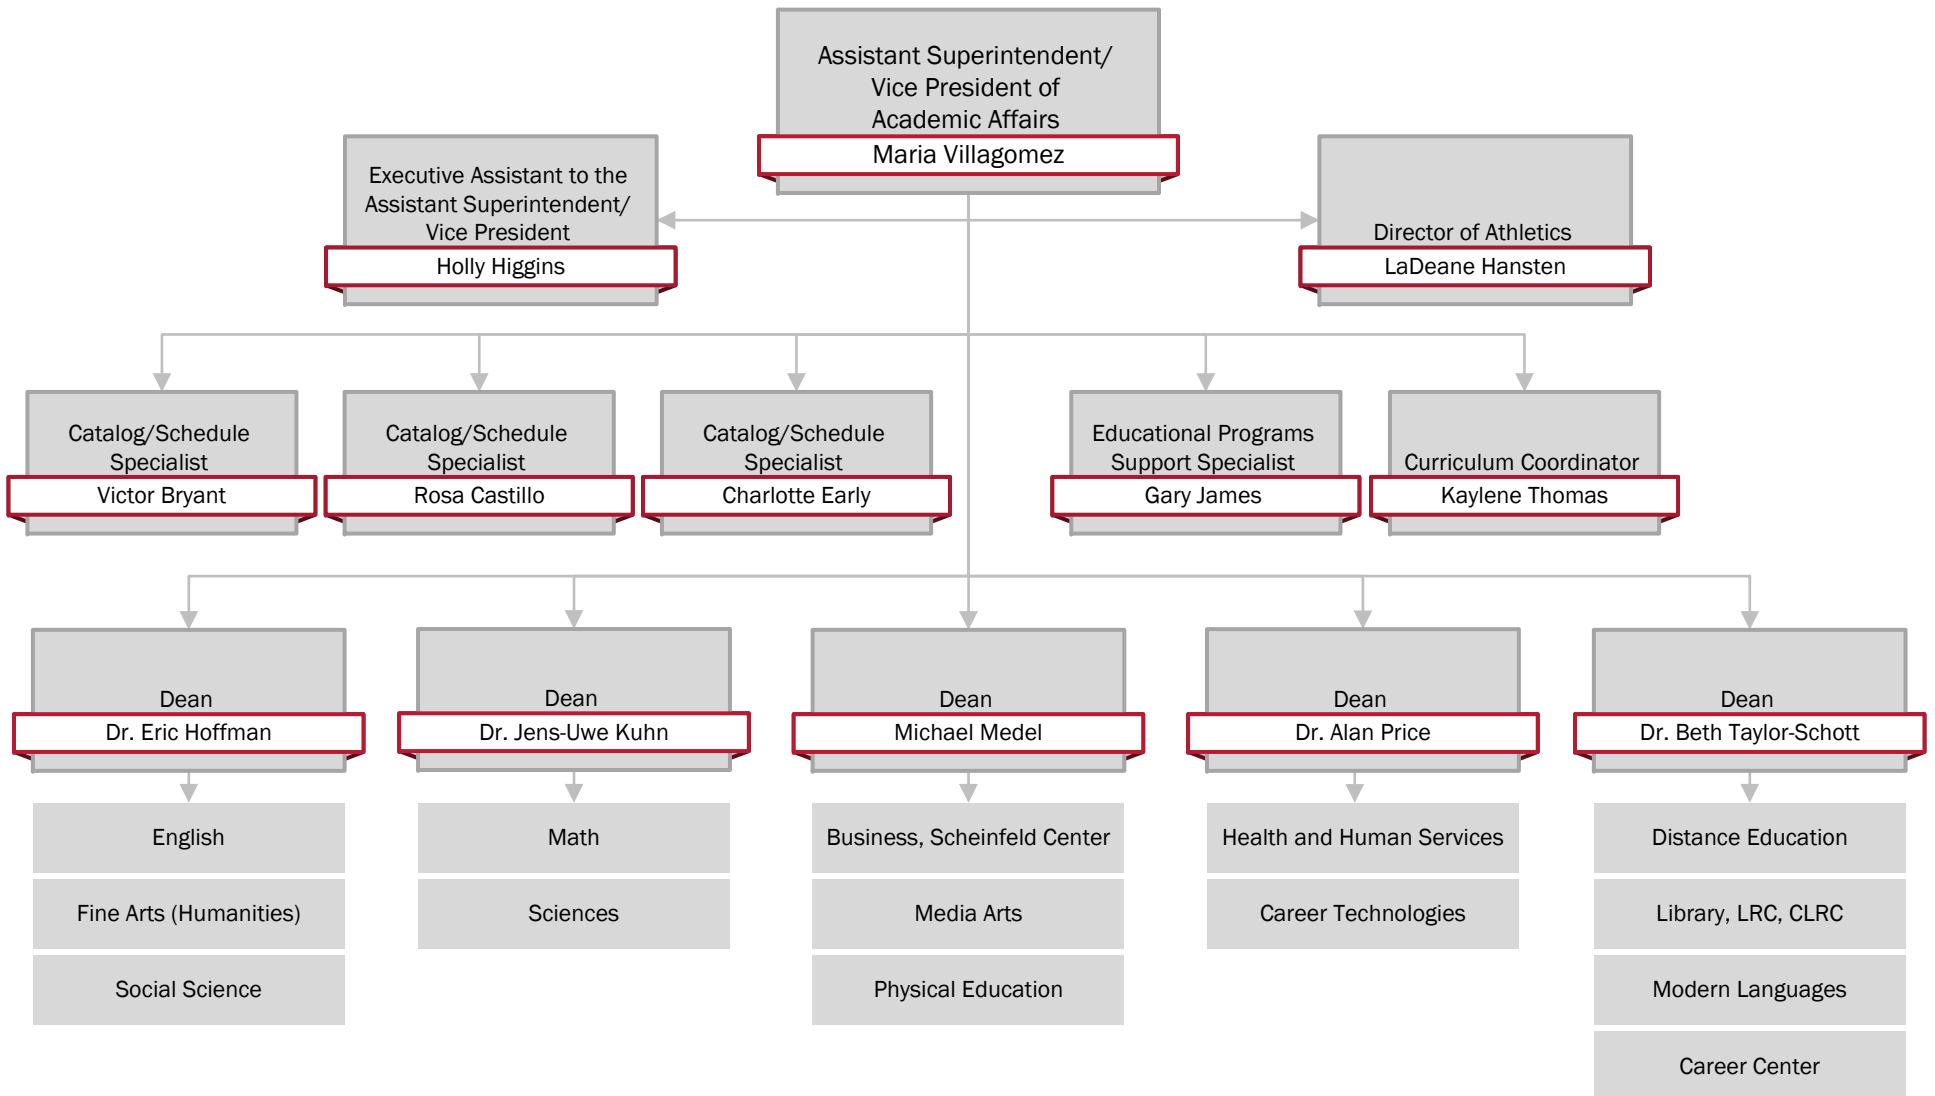 Assistant Superintendent/
Vice President of
Academic Affairs
Maria Villagomez
Executive Assistant to the
Assistant Superintendent/
Vice President
Holly Higgins
Director of Athletics
LaDeane Hansten
Catalog/Schedule
Specialist
Victor Bryant
Catalog/Schedule
Specialist
Rosa Castillo
Catalog/Schedule
Specialist
Charlotte Early
Educational Programs
Support Specialist
Gary James
Curriculum Coordinator
Kaylene Thomas
Dean
Dr. Eric Hoffman
English
Fine Arts (Humanities)
Social Science
Dean
Dr. Jens-Uwe Kuhn
Math
Sciences
Dean
Michael Medel
Business, Scheinfeld Center
Media Arts
Physical Education
Dean
Dr. Alan Price
Health and Human Services
Career Technologies
Dean
Dr. Beth Taylor-Schott
Distance Education
Library, LRC, CLRC
Modern Languages
Career Center